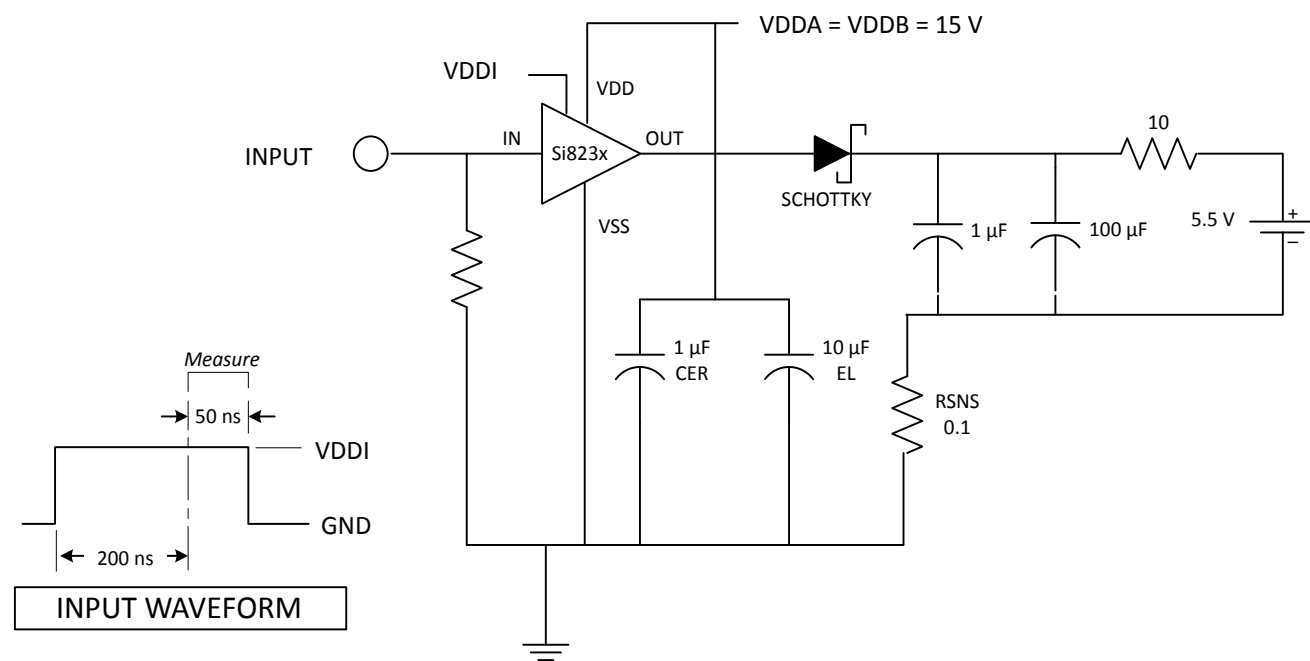 VDDA = VDDB = 15 V
VDDI
VDD
10
INPUT
IN
Si823x
OUT
SCHOTTKY
VSS
1 µF
100 µF
5.5 V
+
–
1 µF
CER
10 µF
EL
RSNS
0.1
Measure
50 ns
VDDI
GND
200 ns
INPUT WAVEFORM